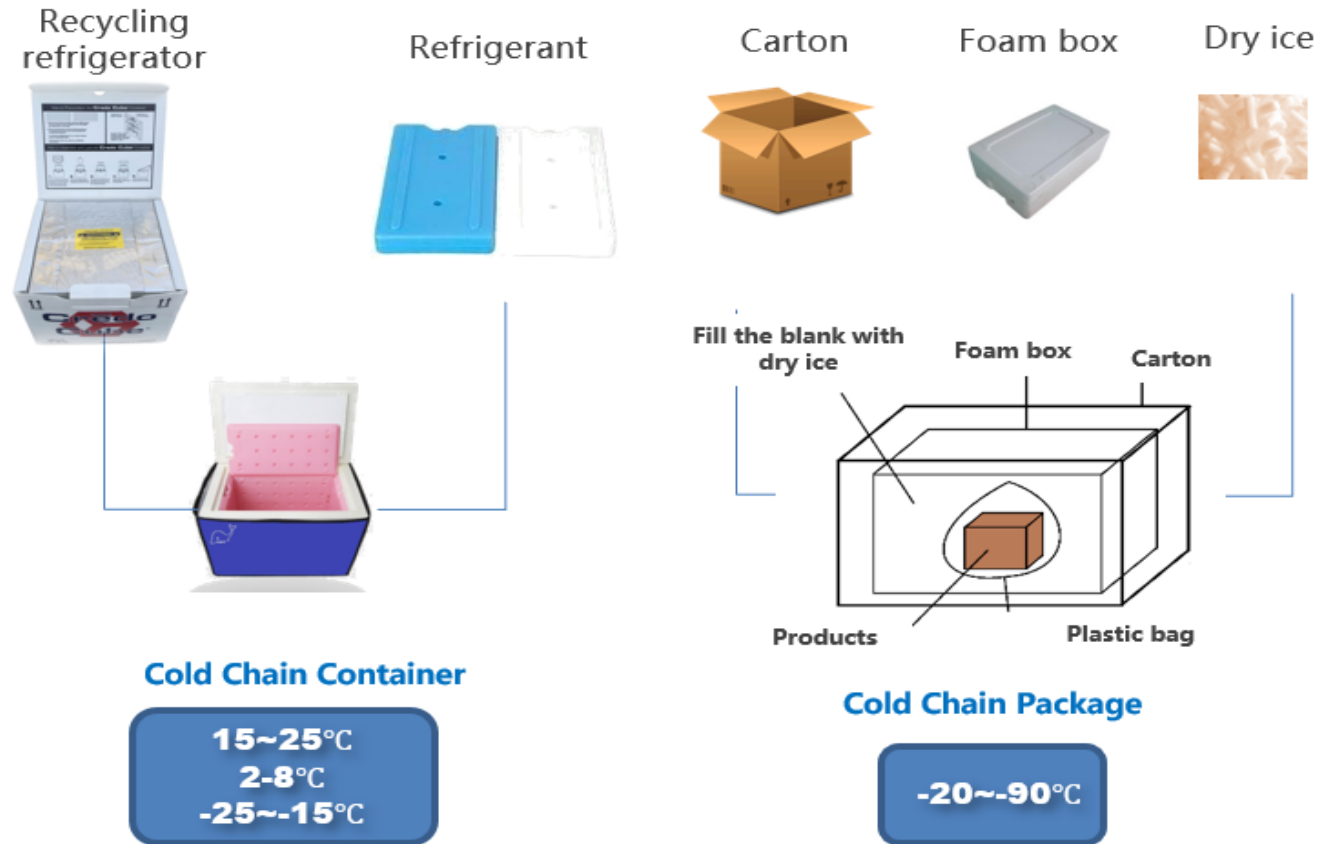 Recycling
refrigerator
Refrigerant
Carton
Foam box
Dry ice
Fill the blank with
dry ice
Foam box
Carton
Products
Plastic bag
Cold Chain Container
15~25°C
2-8°C
-25~-15°C
Cold Chain Package
-20~-90°C